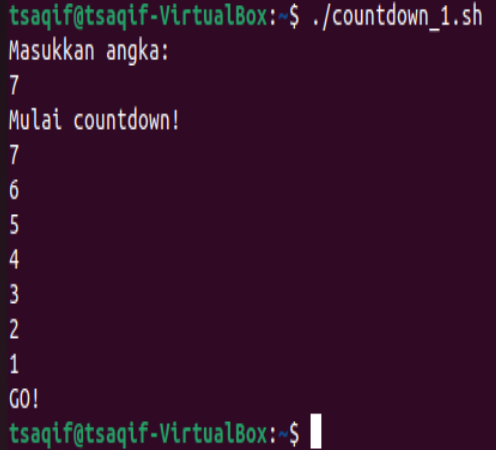 tsaqif@tsaqif-VirtualBox:~$ ./countdown_1.sh
Masukkan angka:
7
Mulai countdown!
7
6
5
4
3
2
1
GO!
tsaqif@tsaqif-VirtualBox:~$